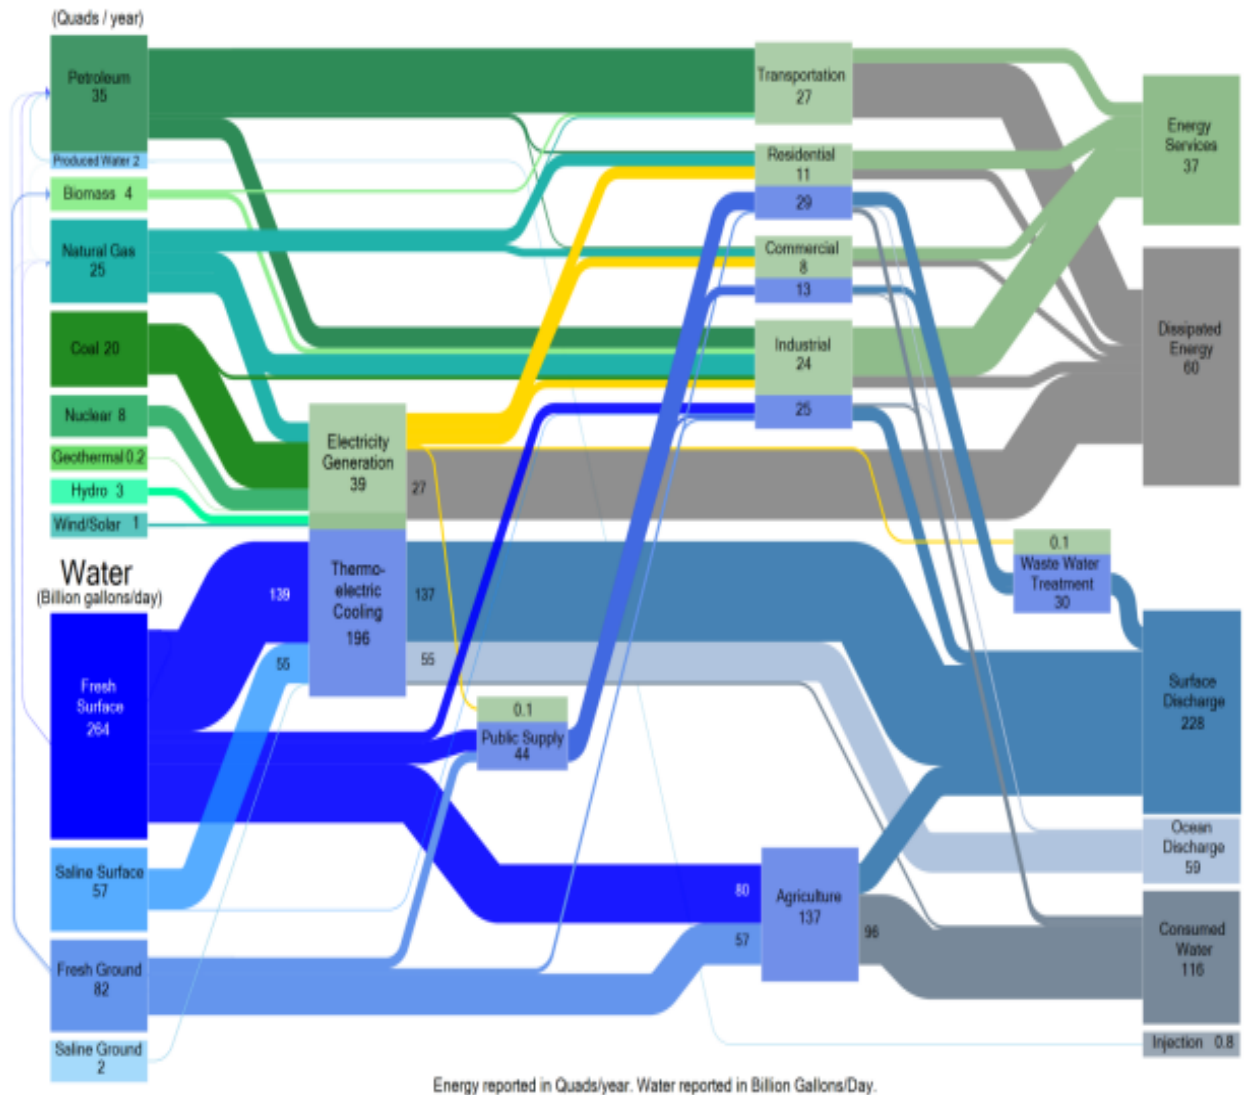 (Quads / year)
Petroleum
35
Produced Water 2
Biomass 4
Natural Gas
25
Coal 20
Nuclear 8
Geothermal 0.2
Hydro 3
Wind/Solar 1
Water
(Billion gallons/day)
Fresh
Surface
264
Saline Surface
57
Fresh Ground
82
Saline Ground
2
Electricity
Generation
39
27
Thermo-
electric
Cooling
196
139
55
137
55
0.1
Public Supply
44
Transportation
27
Residential
11
29
Commercial
8
13
Industrial
24
25
80
57
Agriculture
137
96
0.1
Waste Water
Treatment
30
Energy
Services
37
Dissipated
Energy
60
Surface
Discharge
228
Ocean
Discharge
59
Consumed
Water
116
Injection 0.8
Energy reported in Quads/year. Water reported in Billion Gallons/Day.